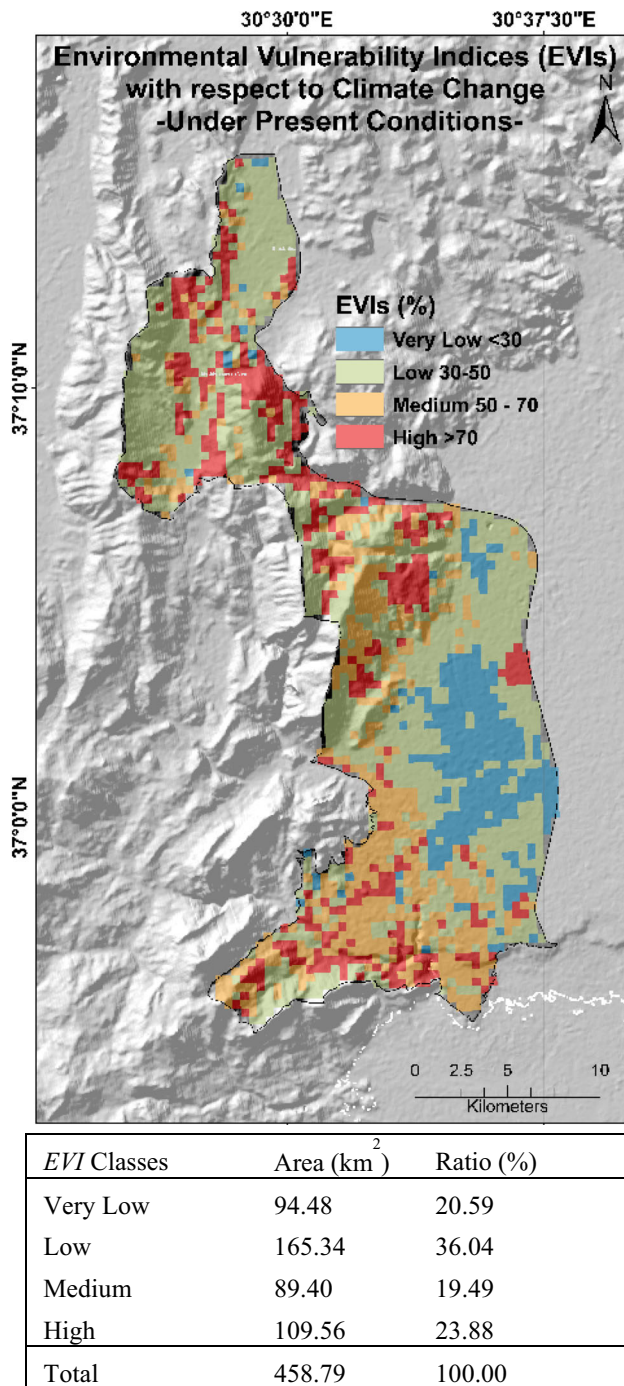 30°30'0"E 30°37'30"E
Environmental Vulnerability Indices (EVIs)
with respect to Climate Change
-Under Present Conditions-
N
EVIs (%)
Very Low <30
Low 30-50
Medium 50 - 70
High >70
37°10'0"N
37°0'0"N
0 2.5 5 10
Kilometers
EVI Classes Area (km²) Ratio (%)
Very Low 94.48 20.59
Low 165.34 36.04
Medium 89.40 19.49
High 109.56 23.88
Total 458.79 100.00